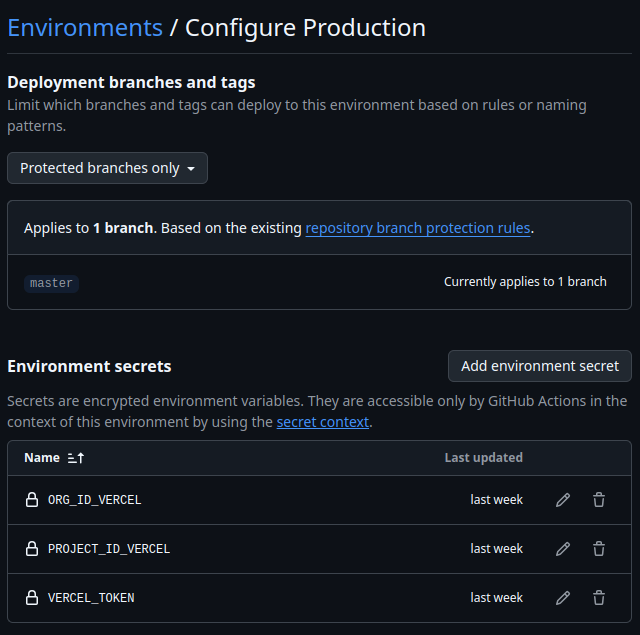 Environments / Configure Production
Deployment branches and tags
Limit which branches and tags can deploy to this environment based on rules or naming
patterns.
Protected branches only
Applies to 1 branch. Based on the existing repository branch protection rules.
master Currently applies to 1 branch
Environment secrets Add environment secret
Secrets are encrypted environment variables. They are accessible only by GitHub Actions in the
context of this environment by using the secret context.
Name Last updated
ORG_ID_VERCEL last week
PROJECT_ID_VERCEL last week
VERCEL_TOKEN last week